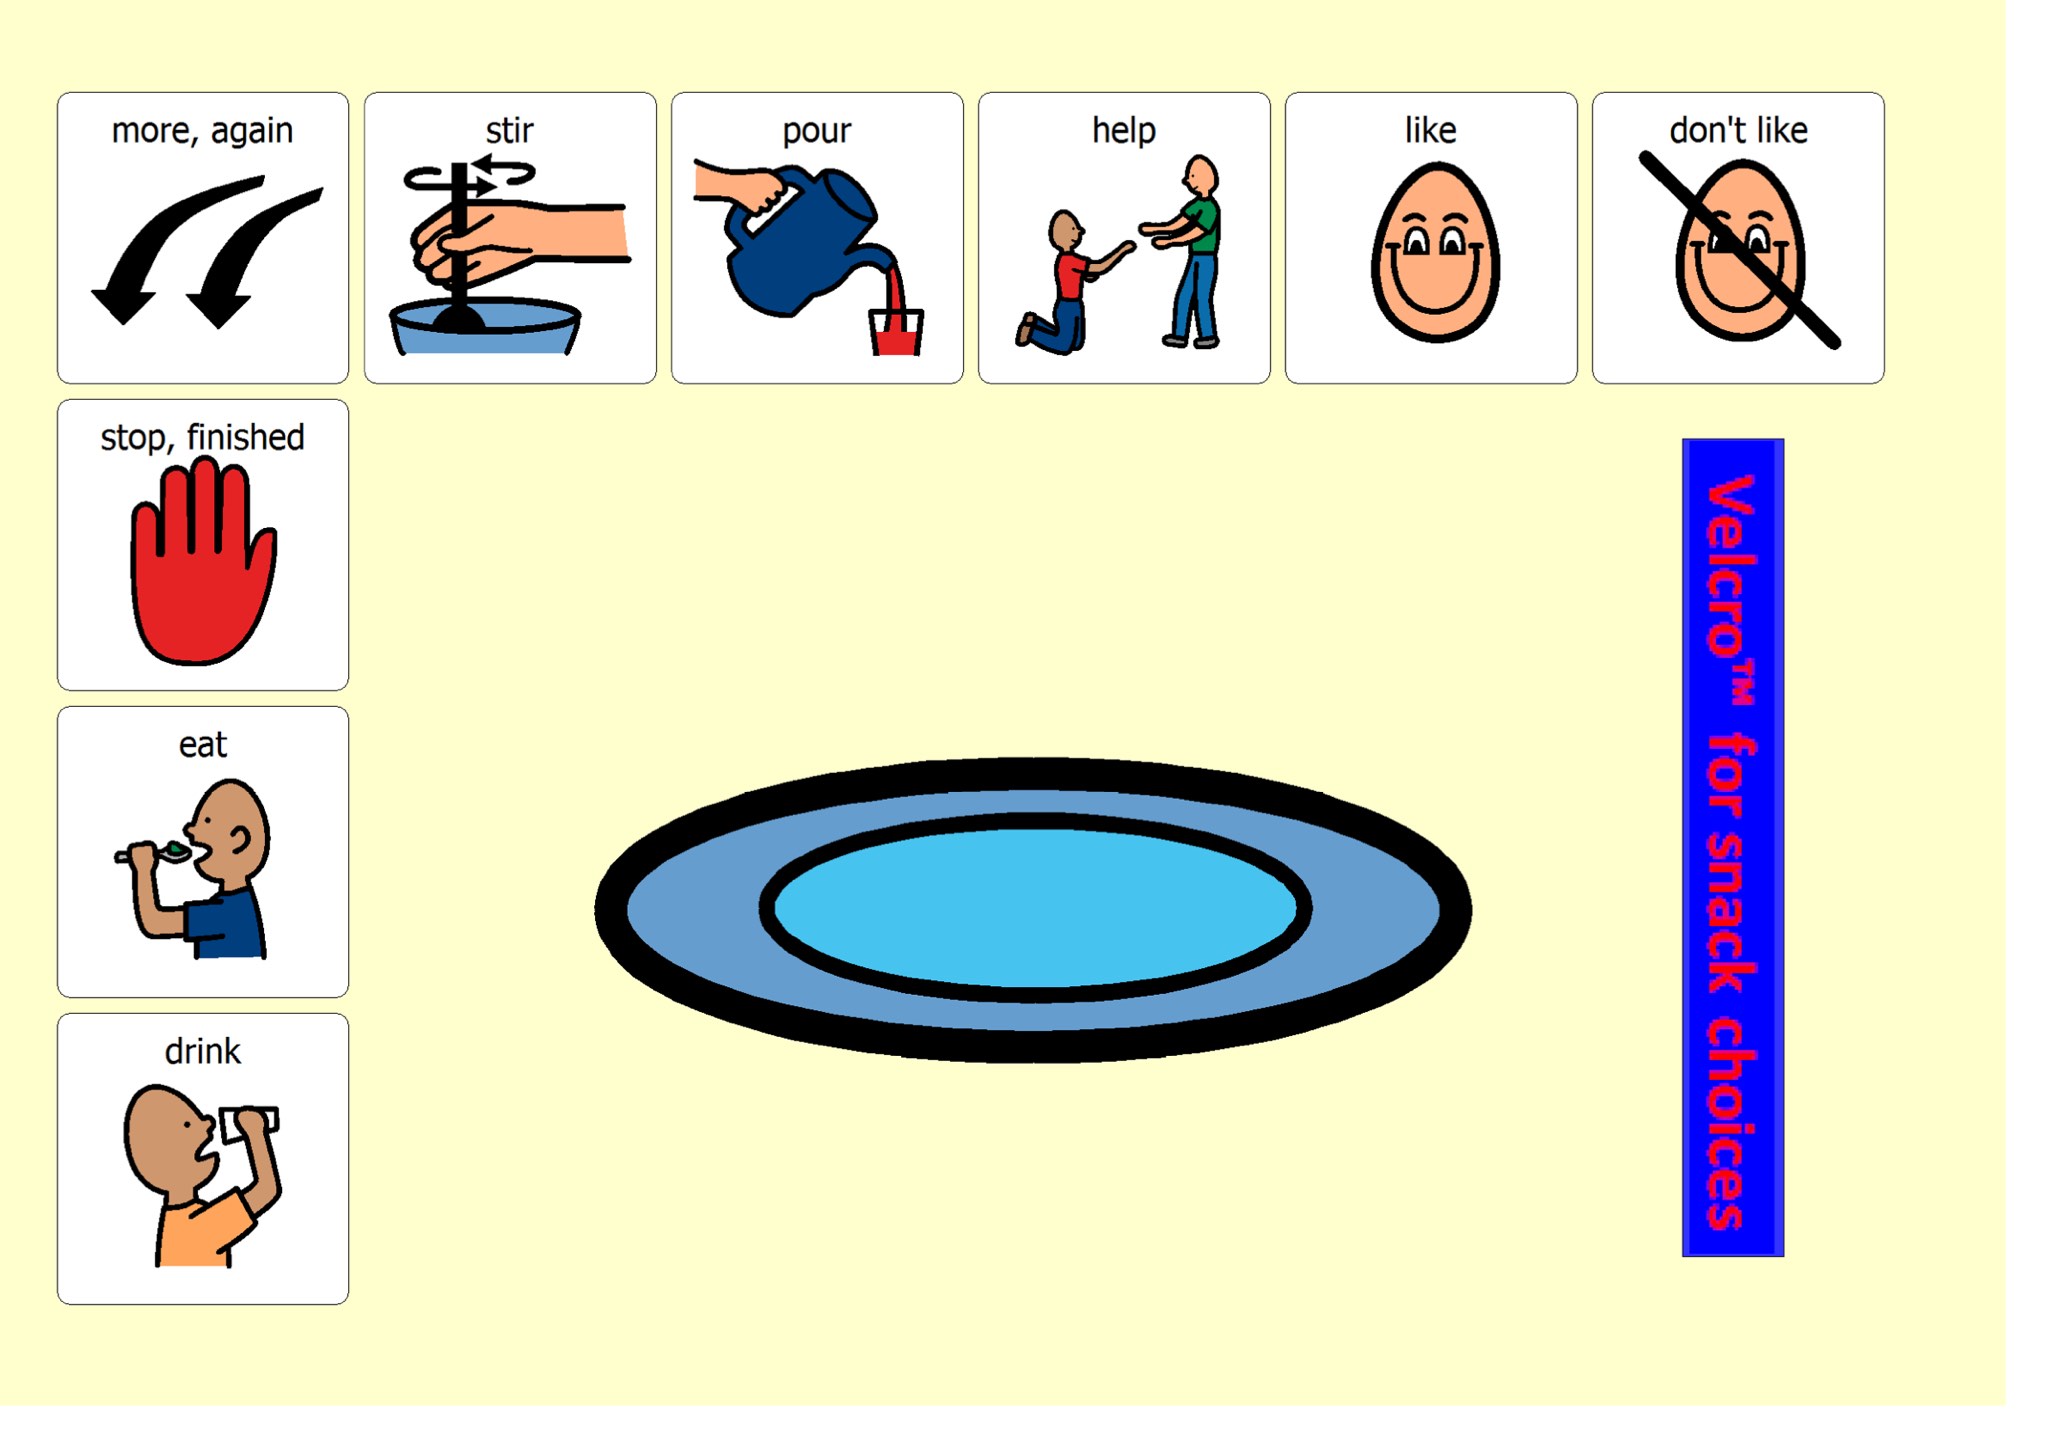 more, again
stir
pour
help
like
don't like
stop, finished
eat
drink
Velcro™ for snack choices